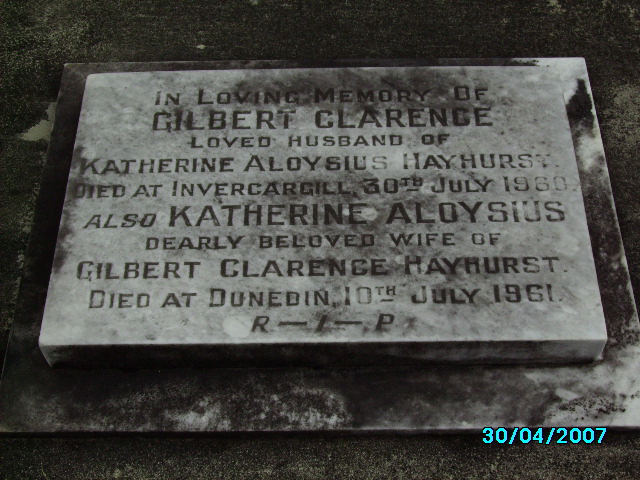 IN LOVING MEMORY OF
GILBERT CLARENCE
LOVED HUSBAND OF
KATHERINE ALOYSIUS HAYHURST.
DIED AT INVERCARGILL, 30TH JULY 1960.
ALSO KATHERINE ALOYSIUS
DEARLY BELOVED WIFE OF
GILBERT CLARENCE HAYHURST.
DIED AT DUNEDIN, 10TH JULY 1961.
R—I—P
30/04/2007